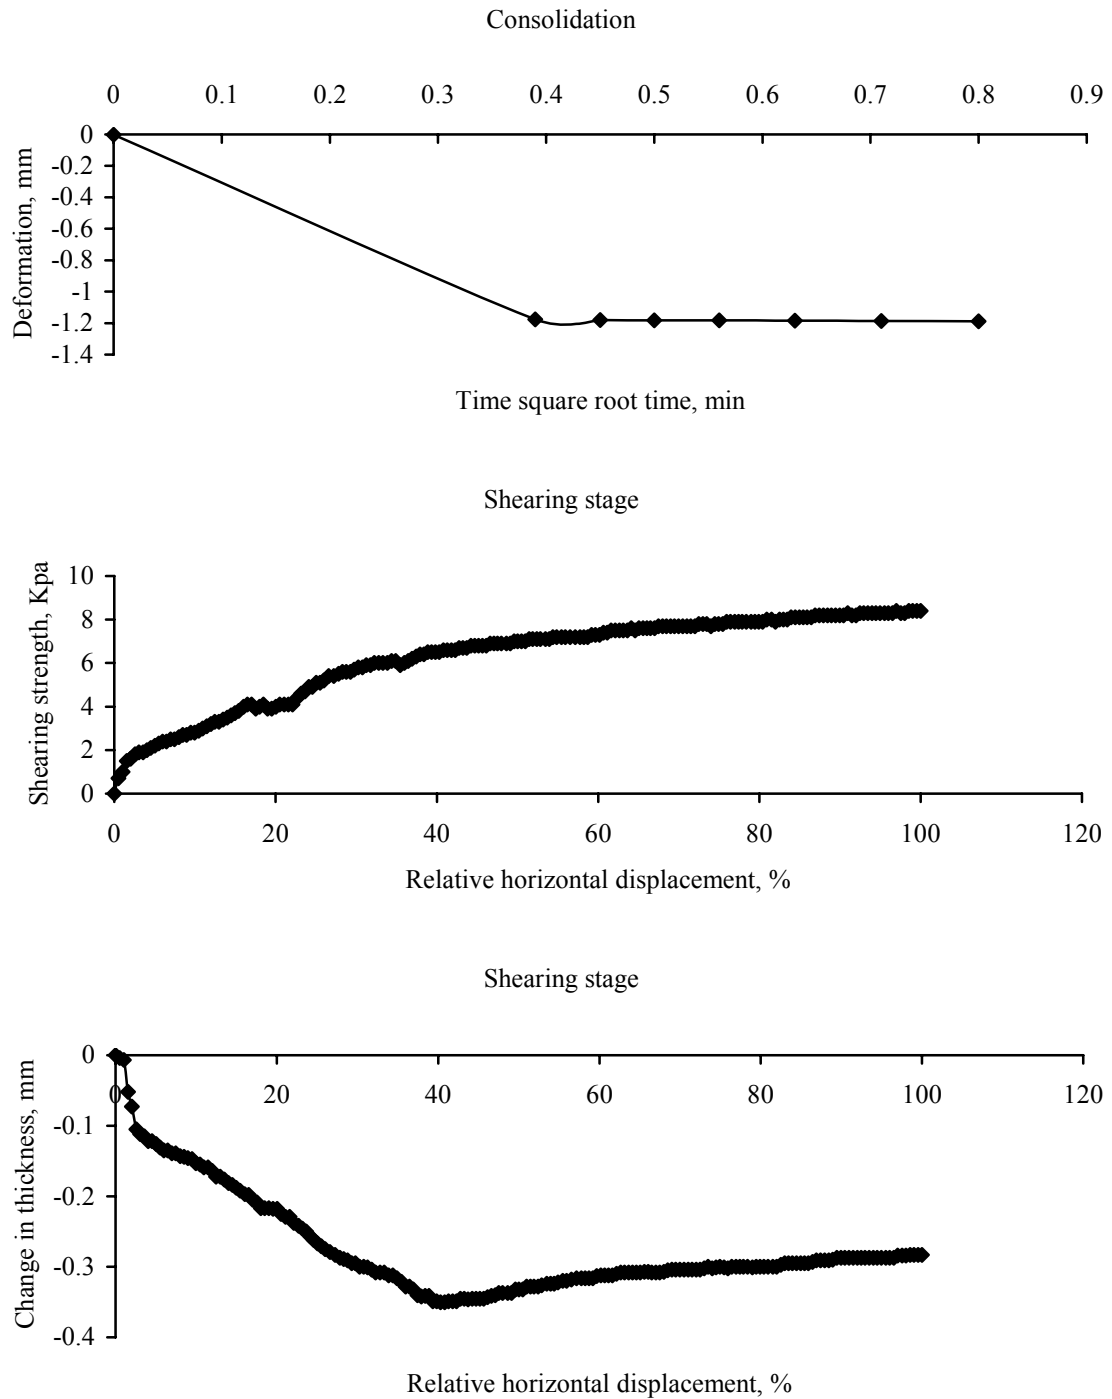 Consolidation
0 0.1 0.2 0.3 0.4 0.5 0.6 0.7 0.8 0.9
0
-0.2
-0.4
-0.6
-0.8
-1
-1.2
-1.4
Deformation, mm
Time square root time, min
Shearing stage
10
8
6
4
2
0
Shearing strength, Kpa
0 20 40 60 80 100 120
Relative horizontal displacement, %
Shearing stage
0
-0.1
-0.2
-0.3
-0.4
Change in thickness, mm
0 20 40 60 80 100 120
Relative horizontal displacement, %